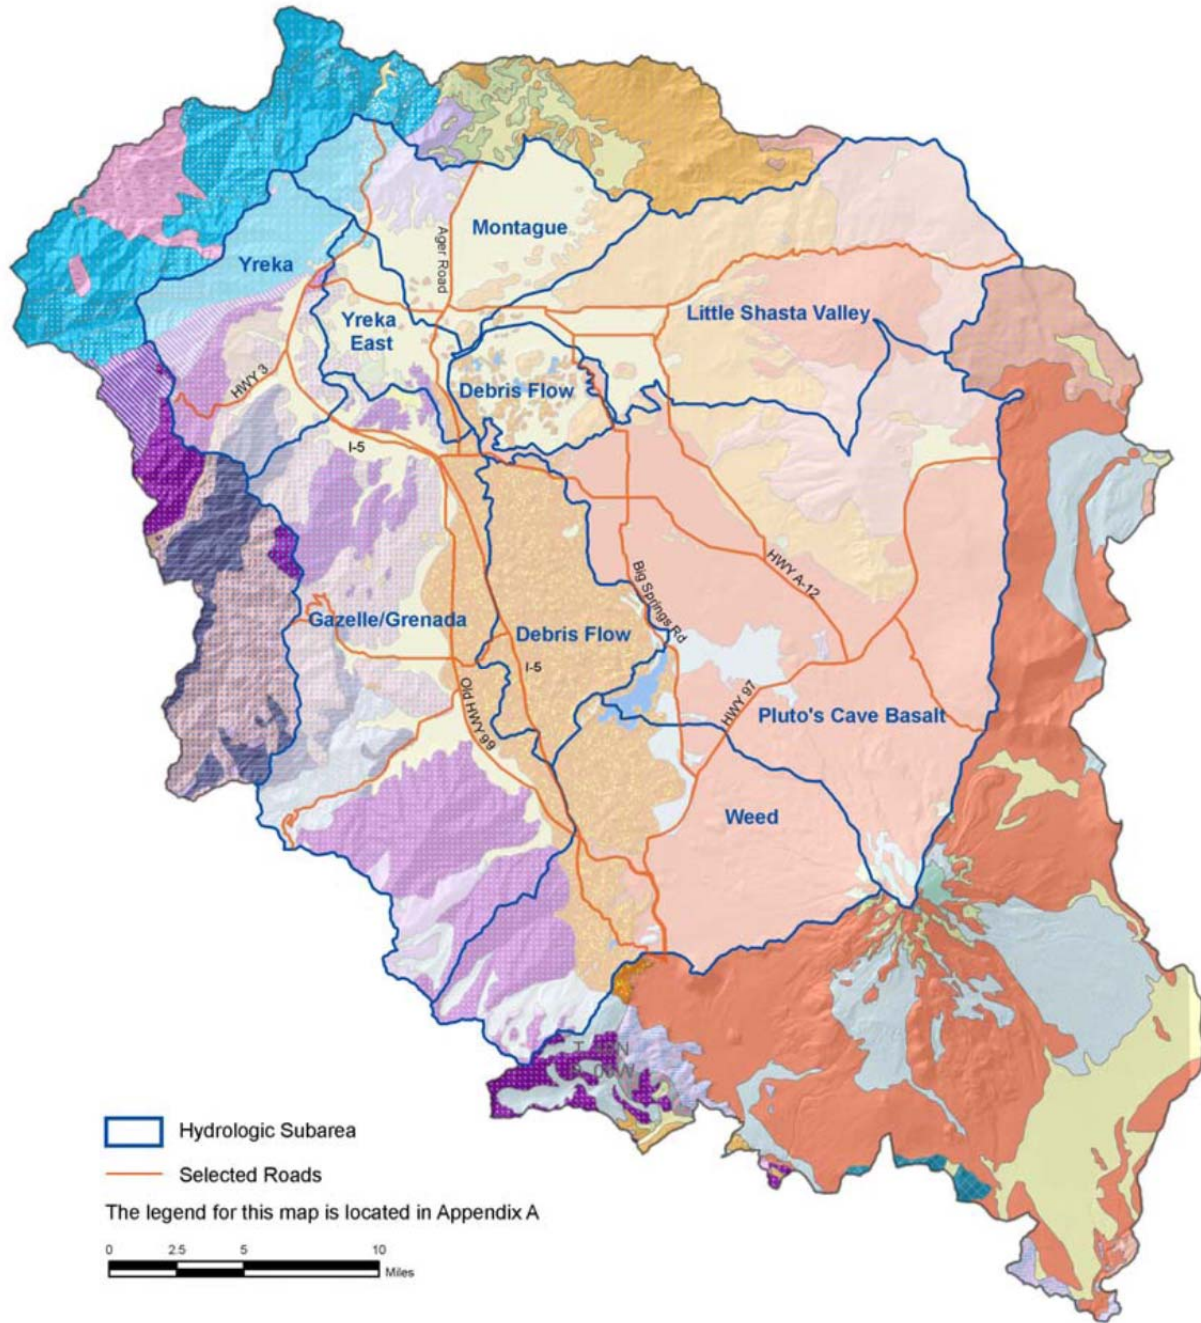 Montague
Ager Road
Yreka
Little Shasta Valley
Yreka
East
HWY 3
Debris Flow
I-5
HWY A-12
Big Springs Rd
Gazelle/Grenada
Debris Flow
I-5
Old HWY 99
HWY 97
Pluto's Cave Basalt
Weed
Hydrologic Subarea
Selected Roads
The legend for this map is located in Appendix A
0 2.5 5 10
Miles